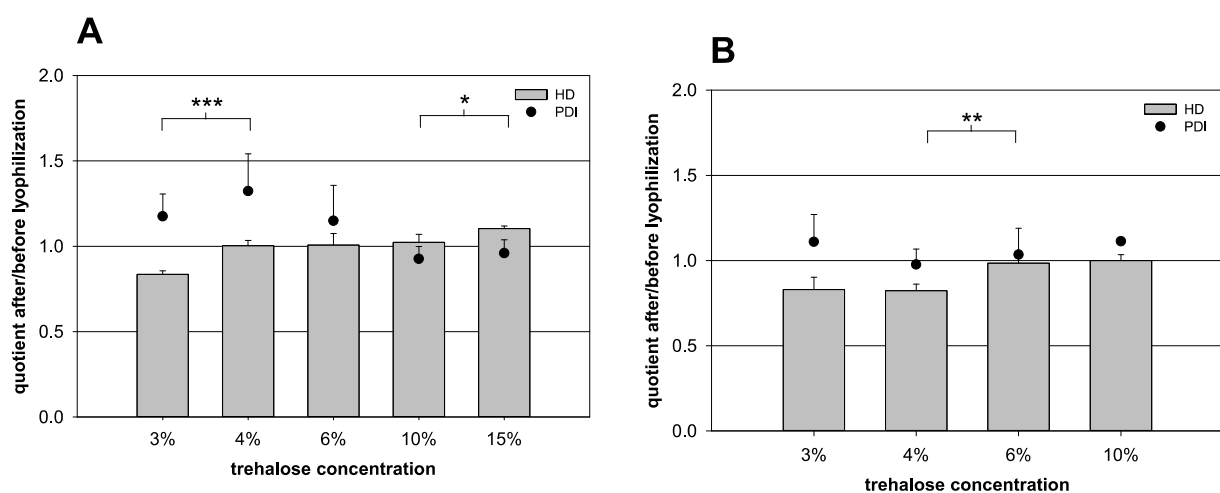 A
quotient after/before lyophilization
2.0
1.5
1.0
0.5
0.0
***
*
HD
PDI
3% 4% 6% 10% 15%
trehalose concentration
B
quotient after/before lyophilization
2.0
1.5
1.0
0.5
0.0
**
HD
PDI
3% 4% 6% 10%
trehalose concentration